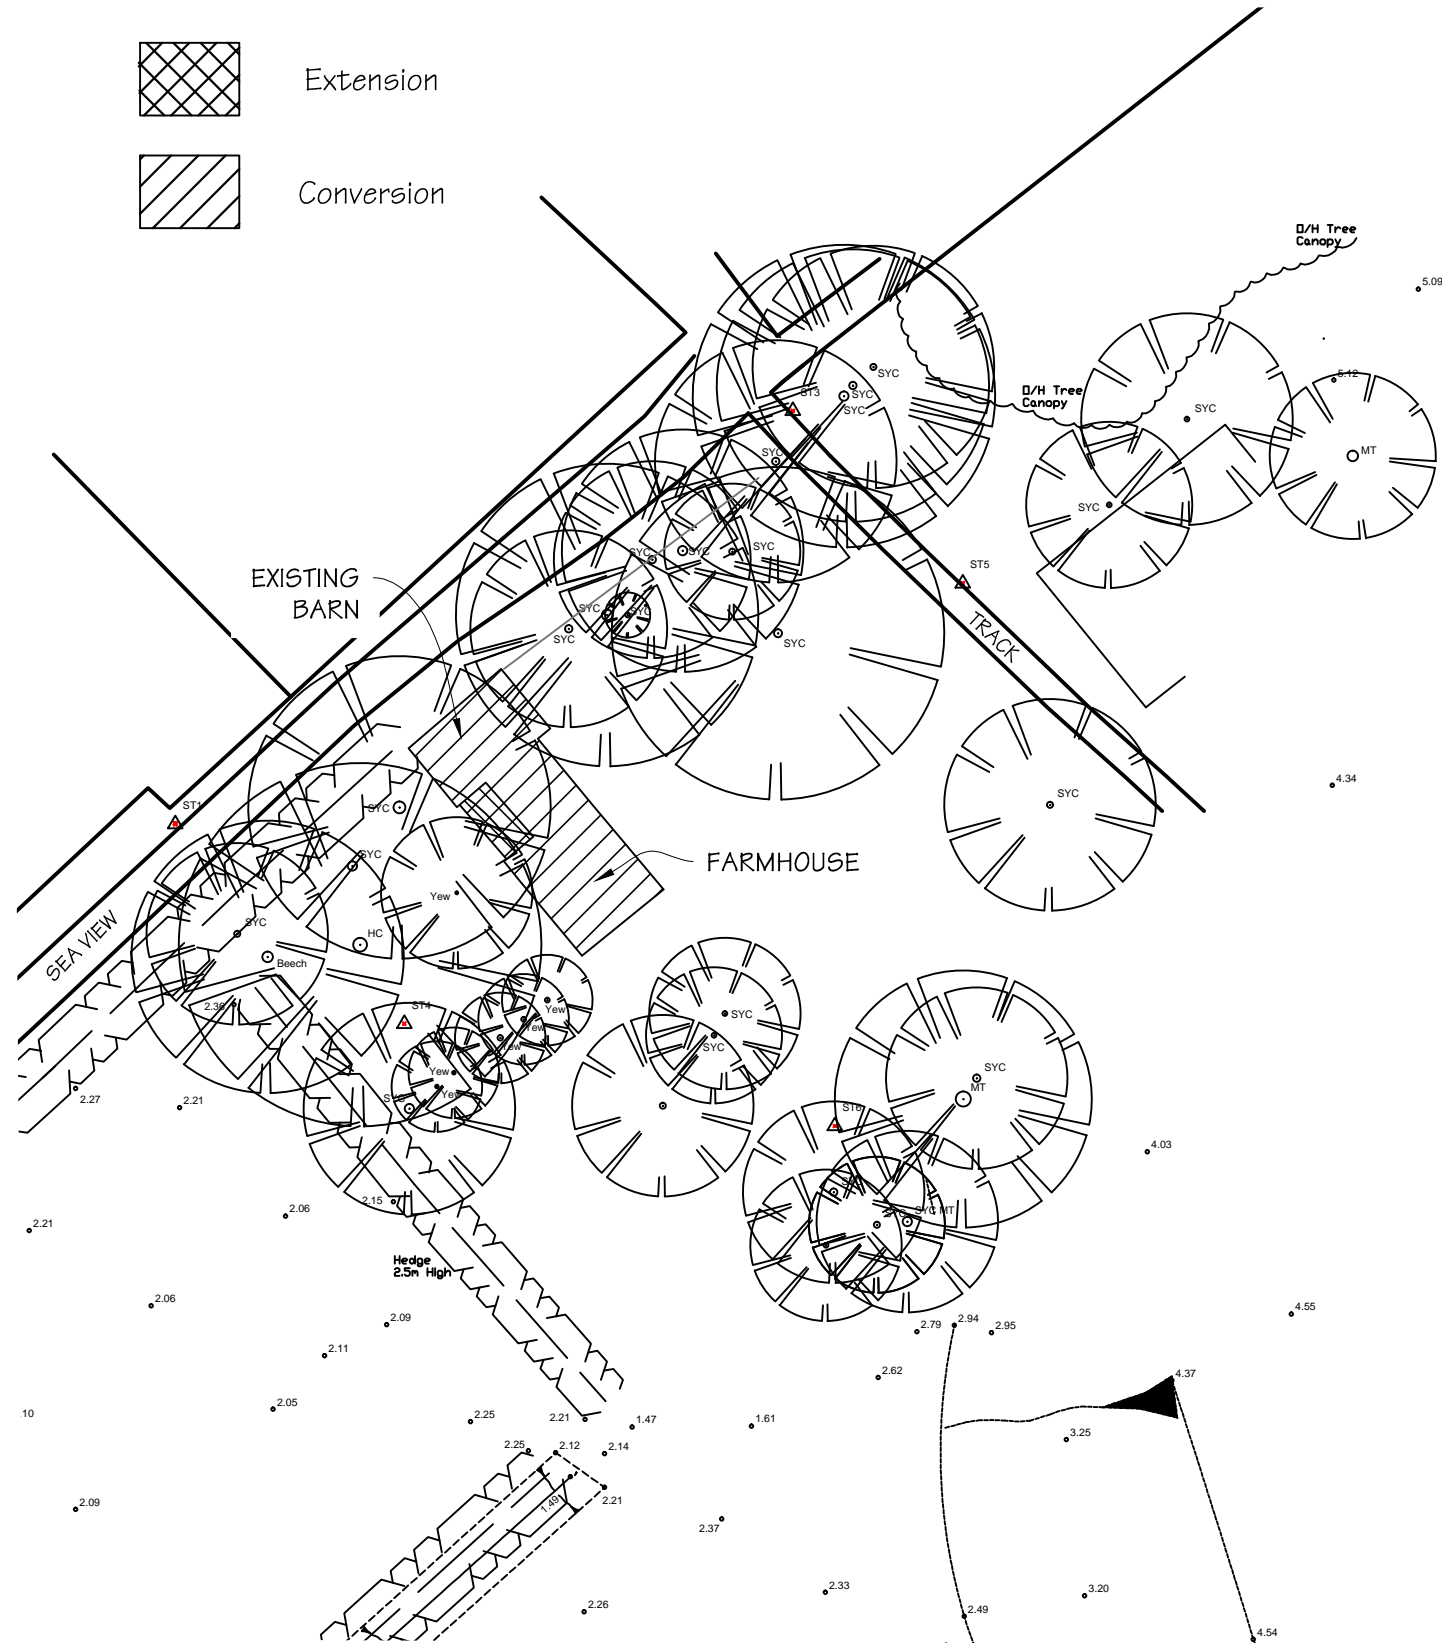 Extension
Conversion
O/H Tree
Canopy
5.09
SYC
ST3
SYC
SYC
O/H Tree
Canopy
5.12
SYC
MT
SYC
SYC
SYC
SYC
SYC
ST5
EXISTING
BARN
SYC
SYC
SYC
SYC
TRACK
4.34
ST1
SYC
SYC
FARMHOUSE
SYC
Yew
SYC
HC
SEA VIEW
Beech
2.36
ST4
Yew
Yew
Yew
SYC
SYC
Yew
Yew
SYC
SYC
MT
ST6
2.27
2.21
4.03
2.15
2.06
2.21
SYC MT
Hedge
2.5m High
2.06
2.09
4.55
2.79
2.94
2.95
2.11
2.62
4.37
2.05
10
2.25
2.21
1.47
1.61
3.25
2.25
2.12
2.14
2.09
1.49
2.21
2.37
2.33
3.20
2.26
2.49
4.54